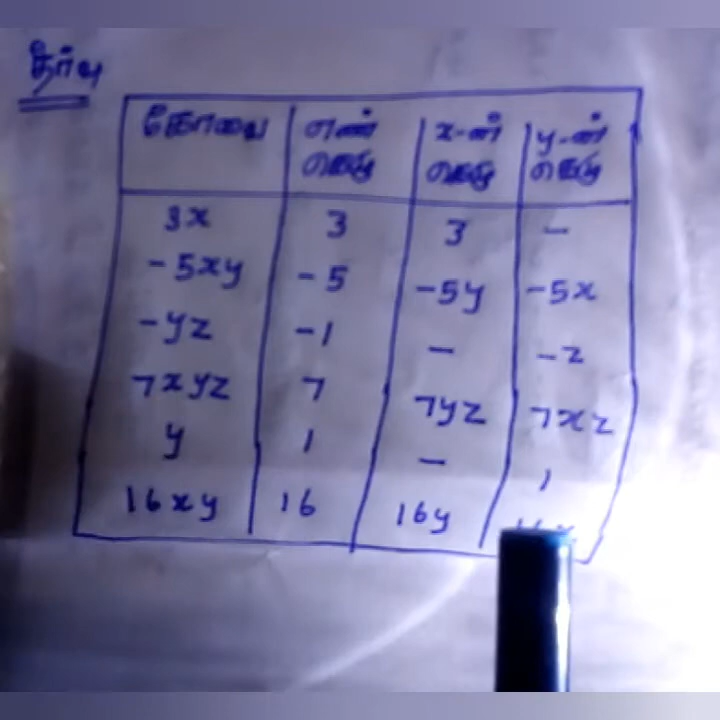 தீர்வு
கோவை எண் கெழு x-ன் கெழு y-ன் கெழு
3x 3 3 -
-5xy -5 -5y -5x
-yz -1 - -z
7xyz 7 7yz 7xz
y 1 - 1
16xy 16 16y